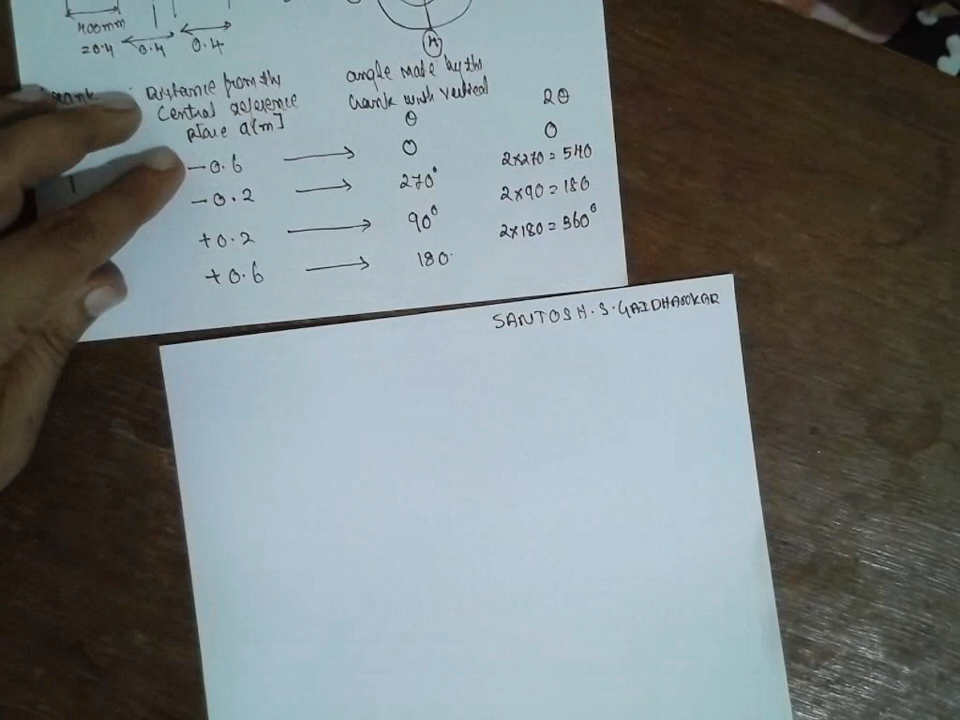 400mm
=0.4 0.4 0.4
4
Distance from the
Central reference
plane a[m]
angle made by the
Crank with vertical
θ
2θ
-0.6 → 0 0
-0.2 → 270° 2×270=540
+0.2 → 90° 2×90=180
+0.6 → 180. 2×180=360°
1
SANTOSH.S.GAIDHANKAR